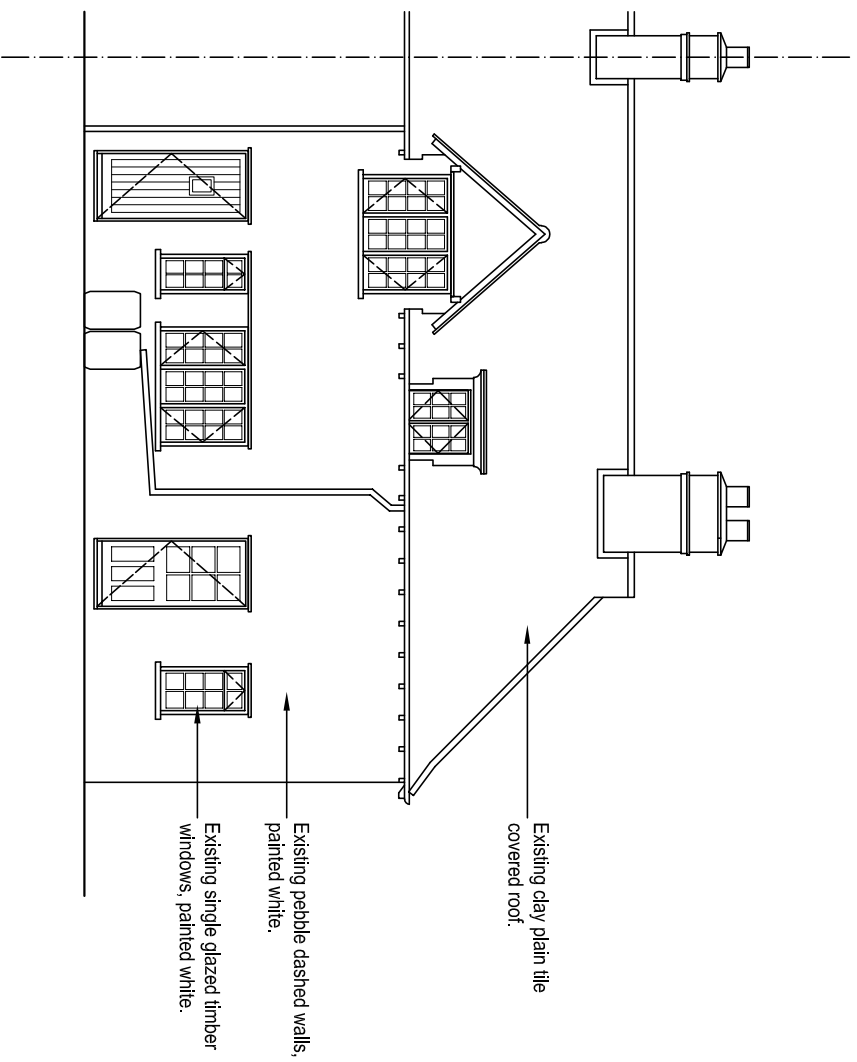 Existing clay plain tile
covered roof.
Existing pebble dashed walls,
painted white.
Existing single glazed timber
windows, painted white.